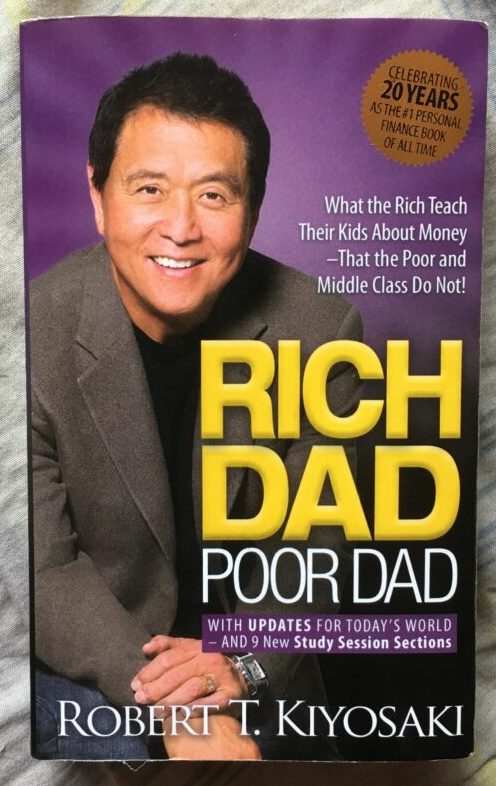 CELEBRATING
20 YEARS
AS THE #1 PERSONAL
FINANCE BOOK
OF ALL TIME
What the Rich Teach
Their Kids About Money
–That the Poor and
Middle Class Do Not!
RICH
DAD
POOR DAD
WITH UPDATES FOR TODAY'S WORLD
– AND 9 New Study Session Sections
ROBERT T. KIYOSAKI